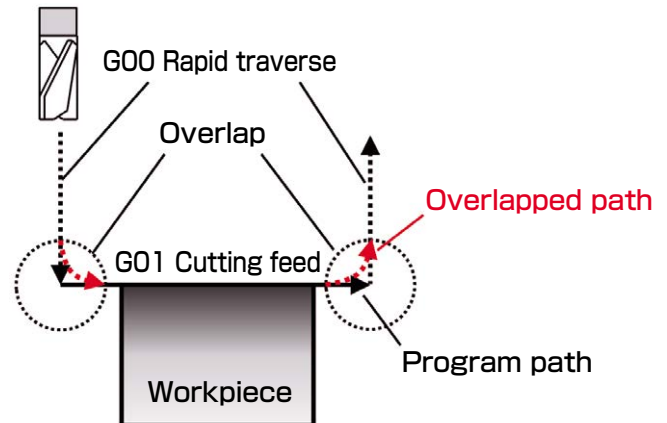 G00 Rapid traverse
Overlap
Overlapped path
G01 Cutting feed
Program path
Workpiece